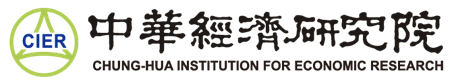 CIER
中華經濟研究院
CHUNG-HUA INSTITUTION FOR ECONOMIC RESEARCH